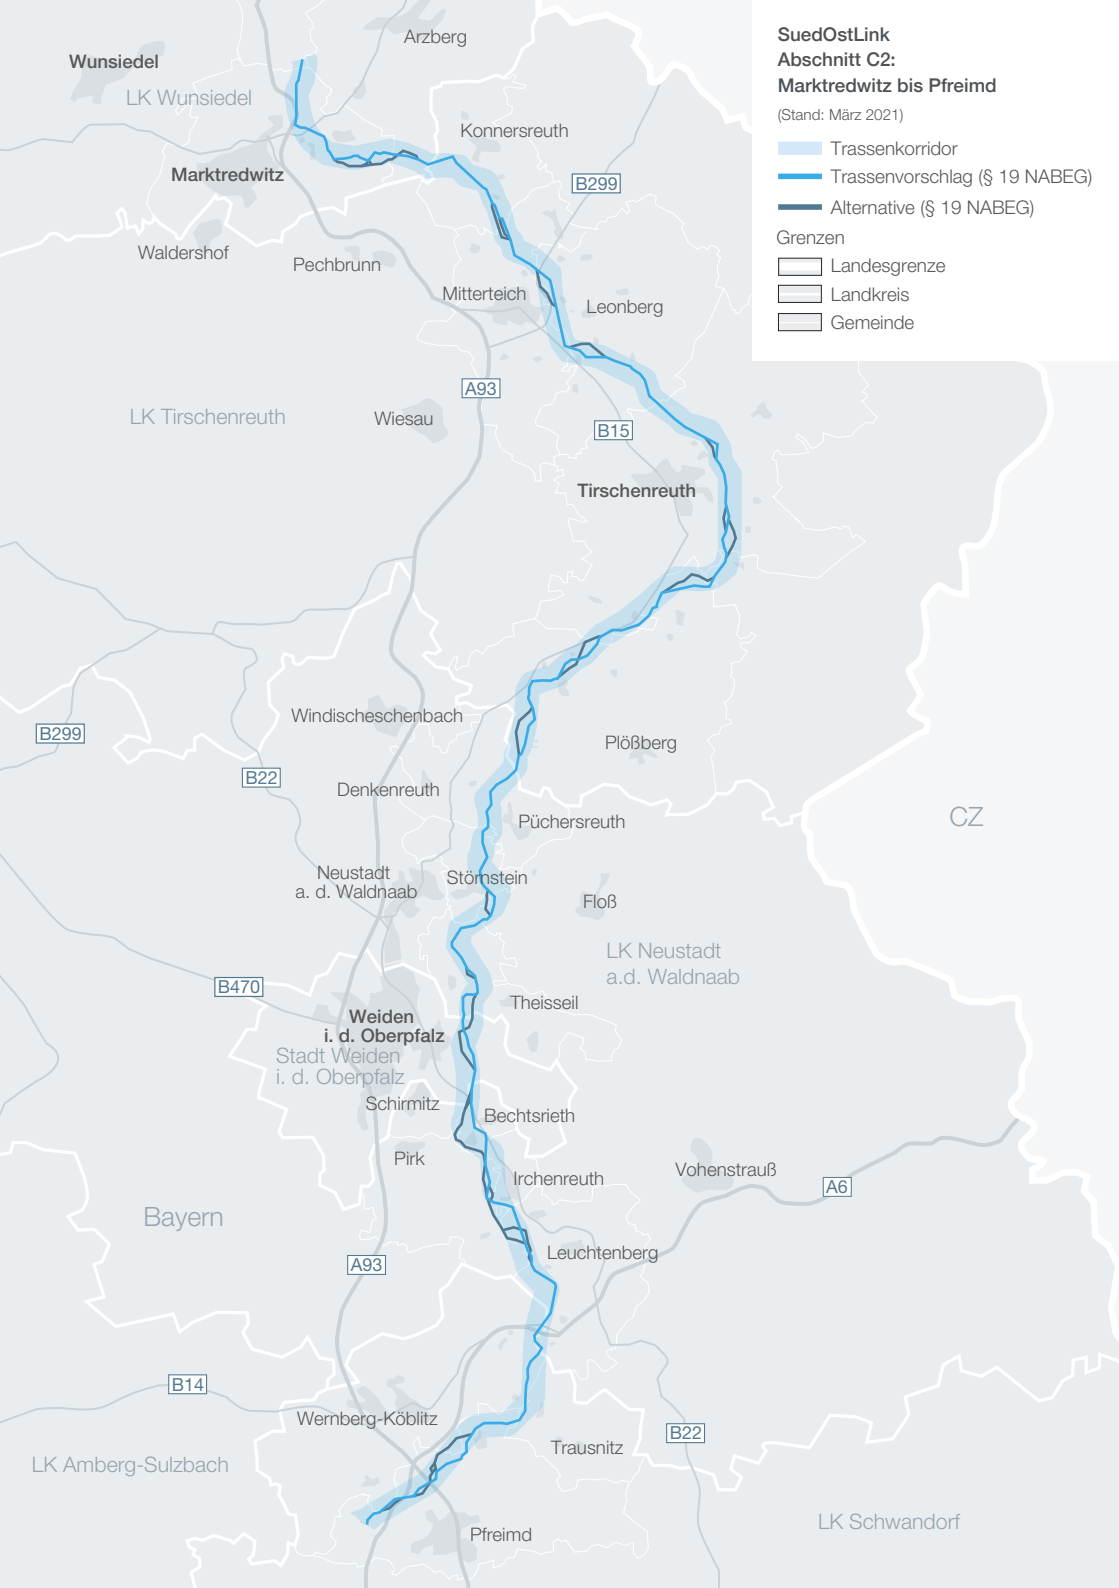 SuedOstLink
Abschnitt C2:
Marktredwitz bis Pfreimd
(Stand: März 2021)
Trassenkorridor
Trassenvorschlag (§ 19 NABEG)
Alternative (§ 19 NABEG)
Grenzen
Landesgrenze
Landkreis
Gemeinde
Arzberg
Wunsiedel
LK Wunsiedel
Konnersreuth
Marktredwitz
B299
Waldershof
Pechbrunn
Mitterteich
Leonberg
A93
LK Tirschenreuth
Wiesau
B15
Tirschenreuth
Windischeschenbach
B299
Plößberg
B22
Denkenreuth
CZ
Püchersreuth
Neustadt
a. d. Waldnaab
Störnstein
Floß
LK Neustadt
a.d. Waldnaab
B470
Theisseil
Weiden
i. d. Oberpfalz
Stadt Weiden
i. d. Oberpfalz
Schirmitz
Bechtsrieth
Pirk
Vohenstrauß
Irchenreuth
A6
Bayern
Leuchtenberg
A93
B14
Wernberg-Köblitz
B22
Trausnitz
LK Amberg-Sulzbach
LK Schwandorf
Pfreimd